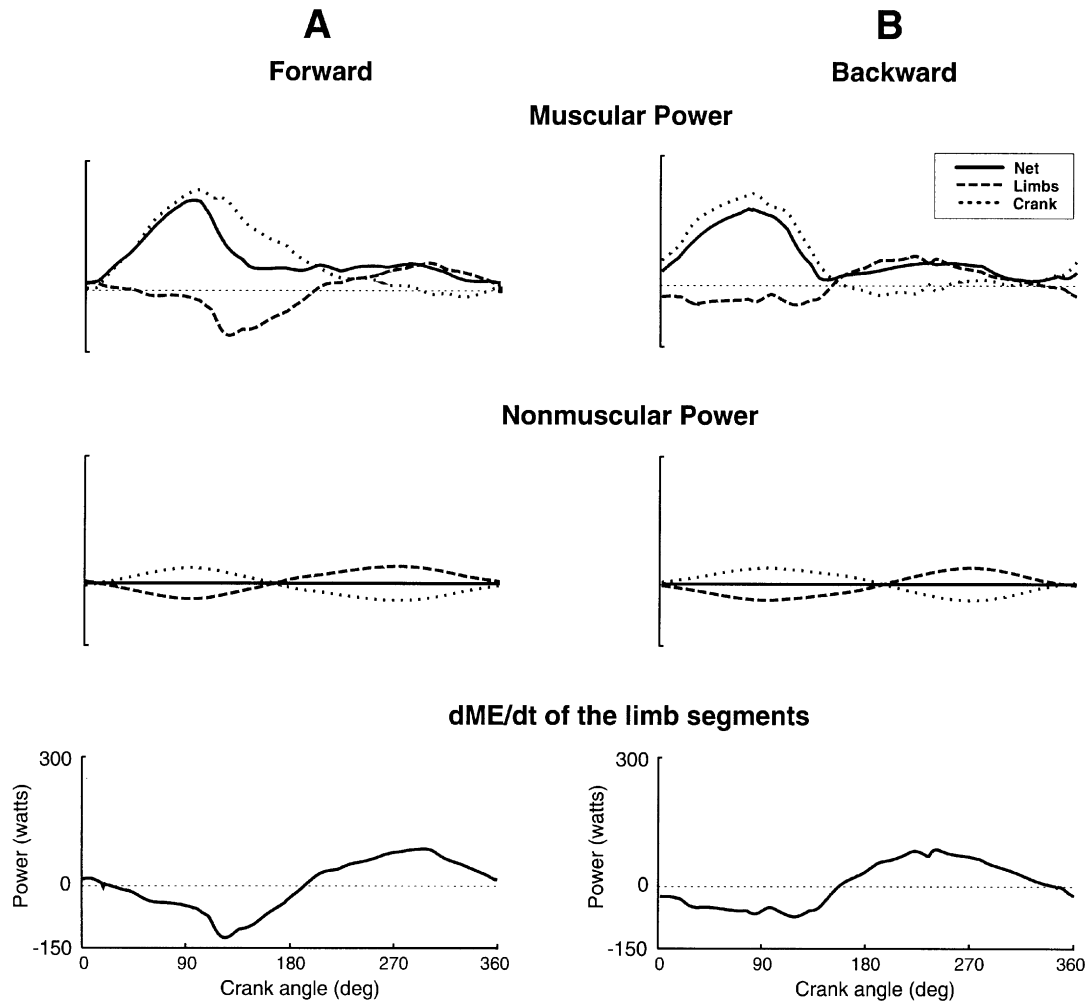 A
B
Forward
Backward
Muscular Power
Net
Limbs
Crank
Nonmuscular Power
dME/dt of the limb segments
300
0
-150
Power (watts)
0 90 180 270 360
Crank angle (deg)
300
0
-150
Power (watts)
0 90 180 270 360
Crank angle (deg)